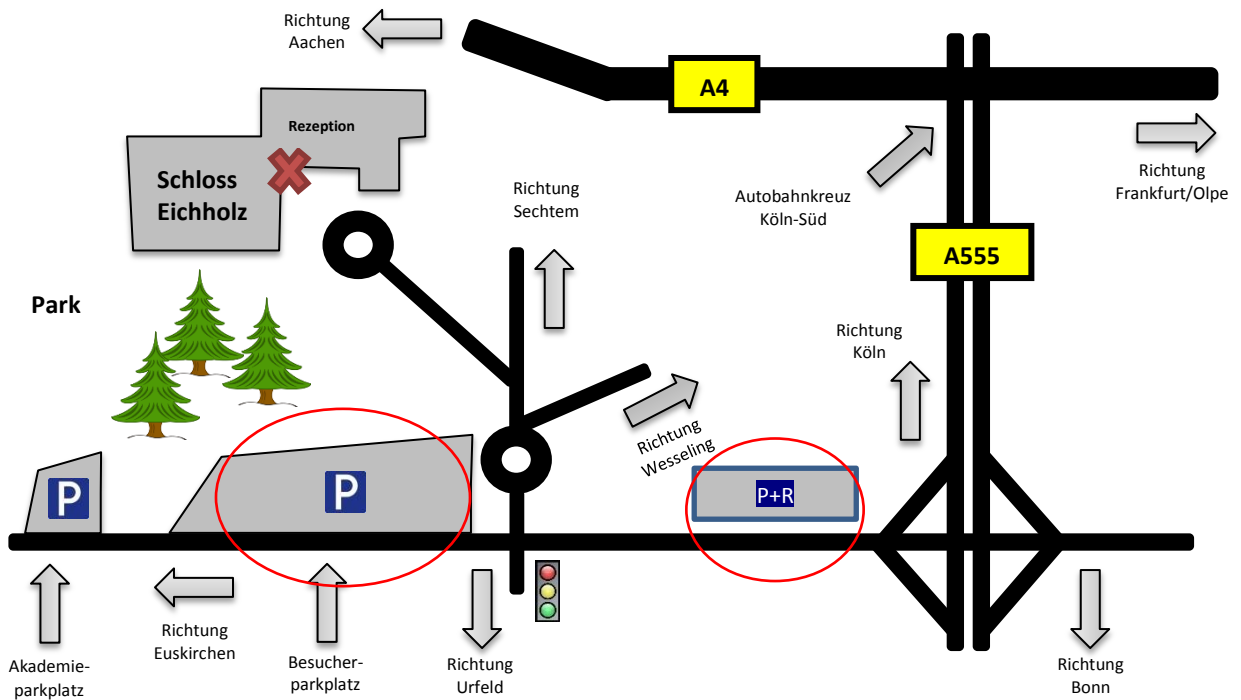 Richtung
Aachen
A4
Rezeption
Schloss
Eichholz
Richtung
Sechtem
Autobahnkreuz
Köln-Süd
Richtung
Frankfurt/Olpe
A555
Park
Richtung
Köln
Richtung
Wesseling
P
P
P+R
Akademie-
parkplatz
Richtung
Euskirchen
Besucher-
parkplatz
Richtung
Urfeld
Richtung
Bonn